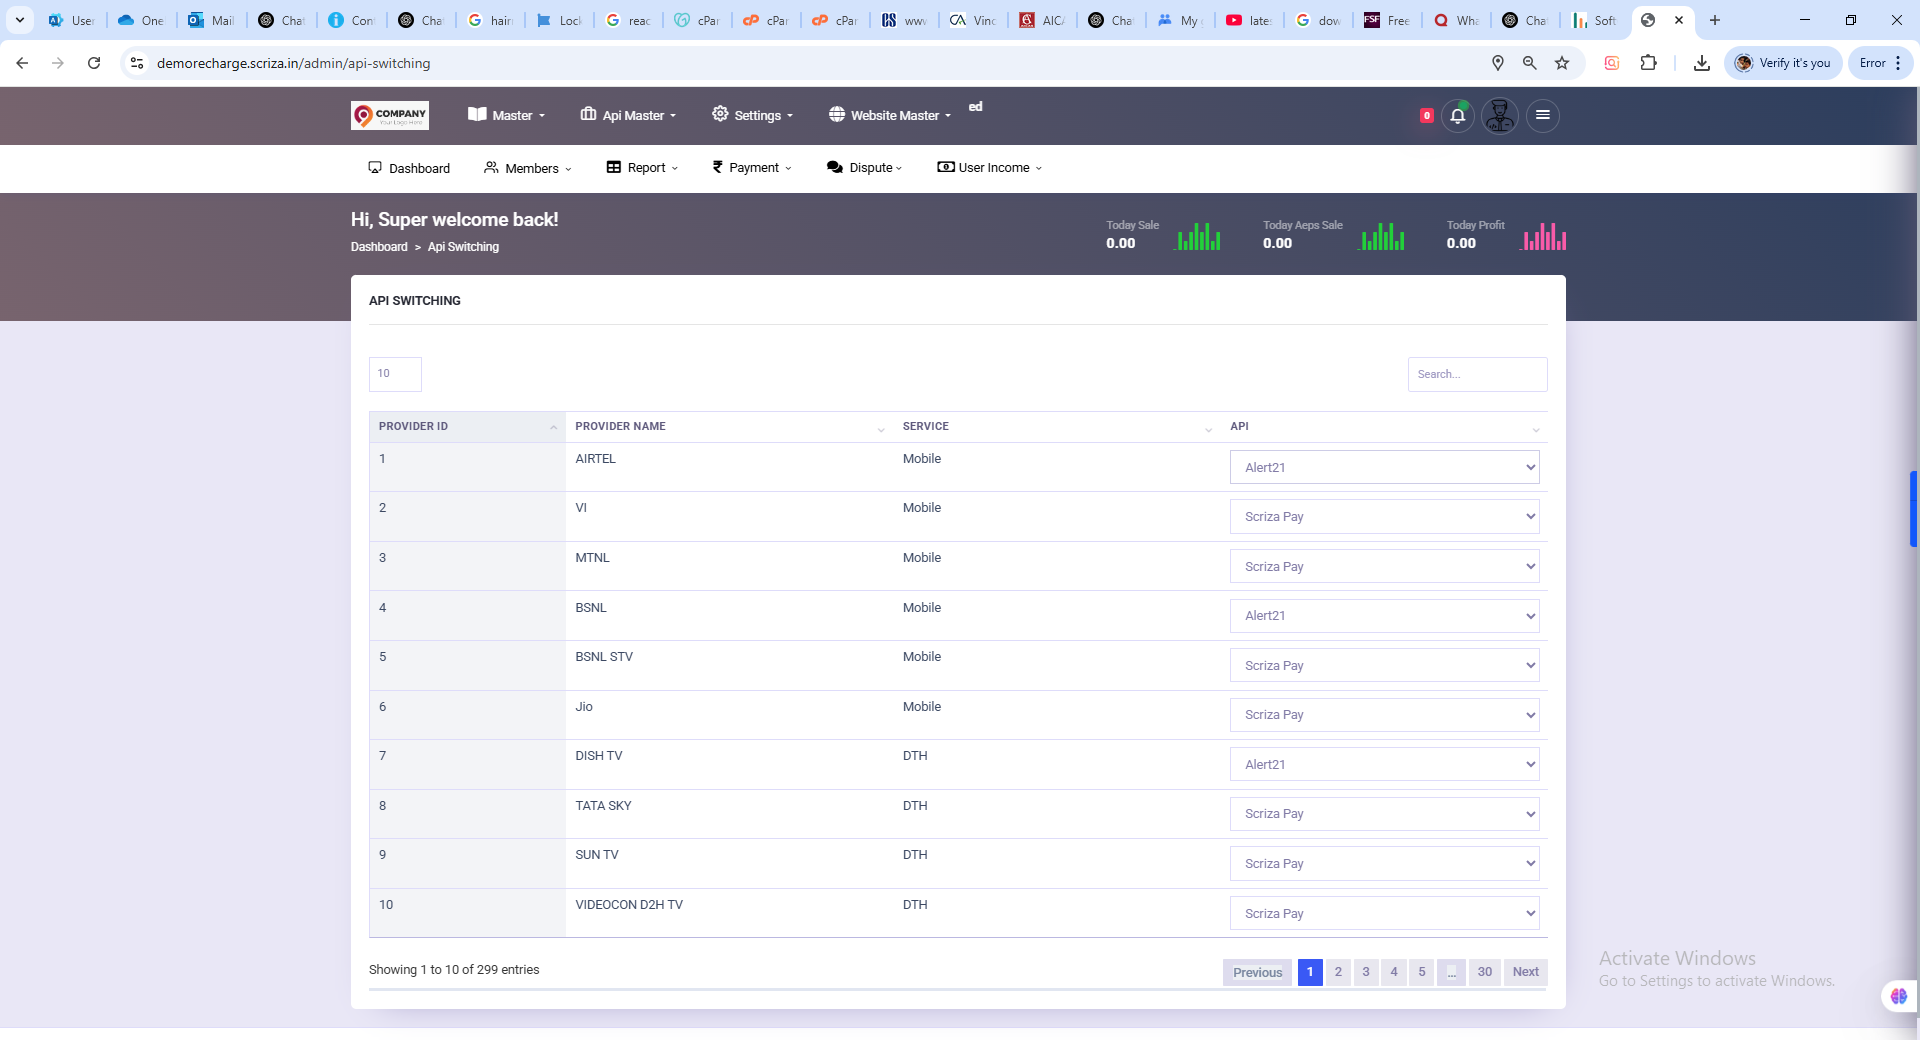 User
One
Mail
Chat
Con
Cha
hair
Lock
reac
cPar
cPar
cPar
www
Vinc
AICA
Chat
My
late
dow
FSF Free
Wha
Chat
Soft
demorecharge.scriza.in/admin/api-switching
Verify it's you
Error
COMPANY
Your Logo Here
Master
Api Master
Settings
Website Master
ed
0
Dashboard
Members
Report
Payment
Dispute
User Income
Hi, Super welcome back!
Dashboard > Api Switching
Today Sale
0.00
Today Aeps Sale
0.00
Today Profit
0.00
API SWITCHING
10
Search...
PROVIDER ID PROVIDER NAME SERVICE API
1 AIRTEL Mobile Alert21
2 VI Mobile Scriza Pay
3 MTNL Mobile Scriza Pay
4 BSNL Mobile Alert21
5 BSNL STV Mobile Scriza Pay
6 Jio Mobile Scriza Pay
7 DISH TV DTH Alert21
8 TATA SKY DTH Scriza Pay
9 SUN TV DTH Scriza Pay
10 VIDEOCON D2H TV DTH Scriza Pay
Showing 1 to 10 of 299 entries
Previous 1 2 3 4 5 ... 30 Next
Activate Windows
Go to Settings to activate Windows.